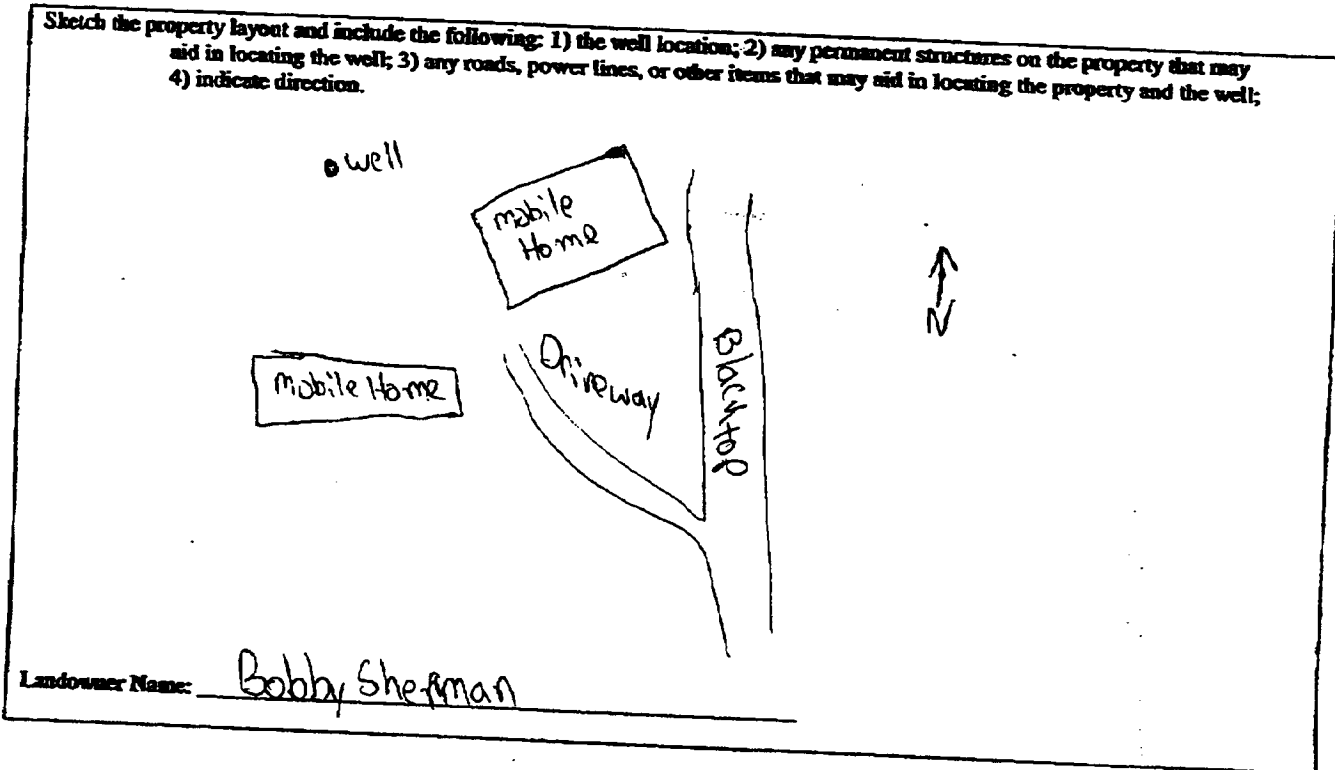 Sketch the property layout and include the following: 1) the well location; 2) any permanent structures on the property that may
aid in locating the well; 3) any roads, power lines, or other items that may aid in locating the property and the well;
4) indicate direction.
well
mobile
Home
N
Mobile Home
Driveway
Blacktop
Landowner Name: Bobby Sherman